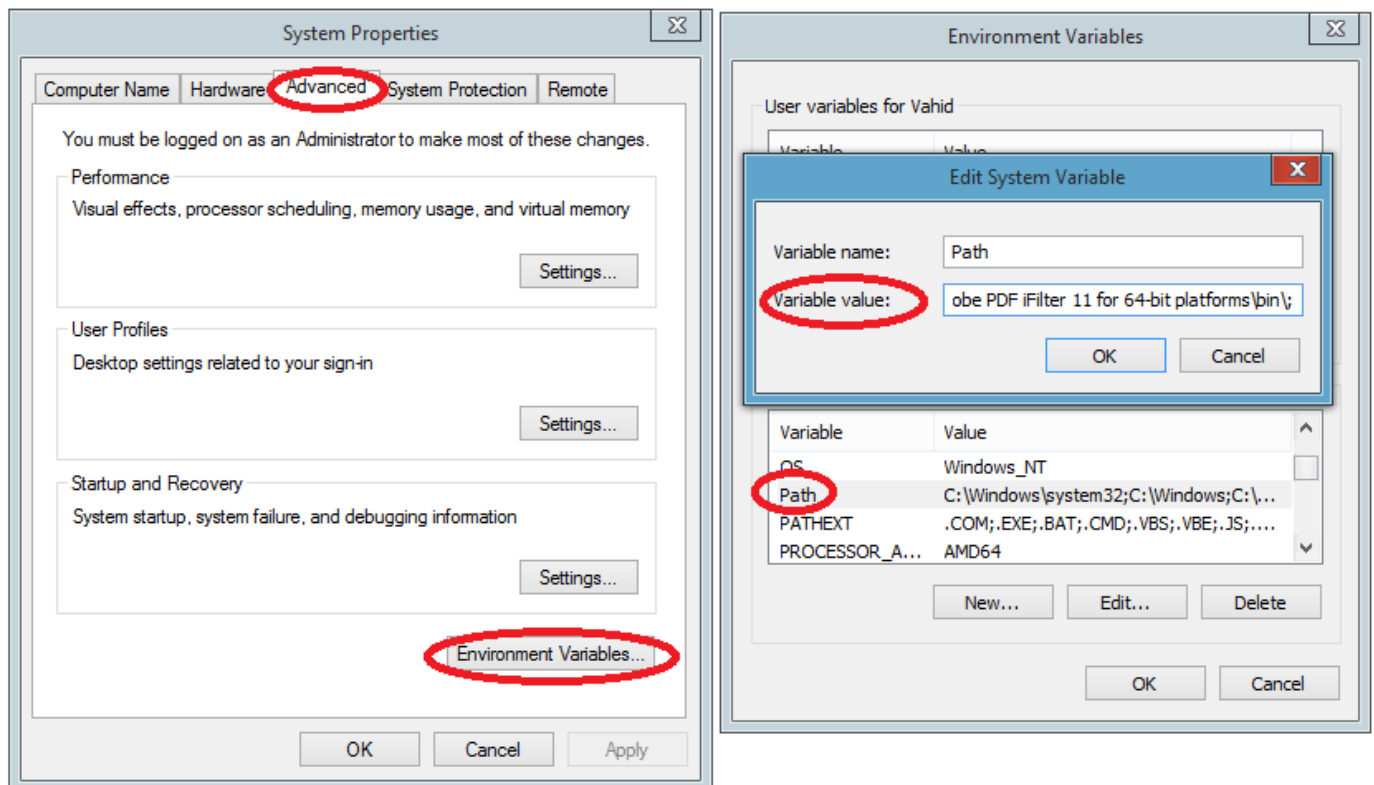 System Properties
Computer Name Hardware Advanced System Protection Remote
You must be logged on as an Administrator to make most of these changes.
Performance
Visual effects, processor scheduling, memory usage, and virtual memory
Settings...
User Profiles
Desktop settings related to your sign-in
Settings...
Startup and Recovery
System startup, system failure, and debugging information
Settings...
Environment Variables...
OK Cancel Apply
Environment Variables
User variables for Vahid
Variable Value
Edit System Variable
Variable name: Path
Variable value: obe PDF iFilter 11 for 64-bit platforms\bin\;
OK Cancel
Variable Value
OS Windows_NT
Path C:\Windows\system32;C:\Windows;C:\...
PATHEXT .COM;.EXE;.BAT;.CMD;.VBS;.VBE;.JS;....
PROCESSOR_A... AMD64
New... Edit... Delete
OK Cancel